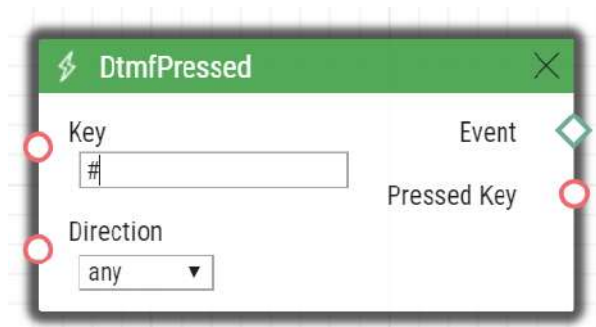 DtmfPressed
Key
Event
#
Pressed Key
Direction
any